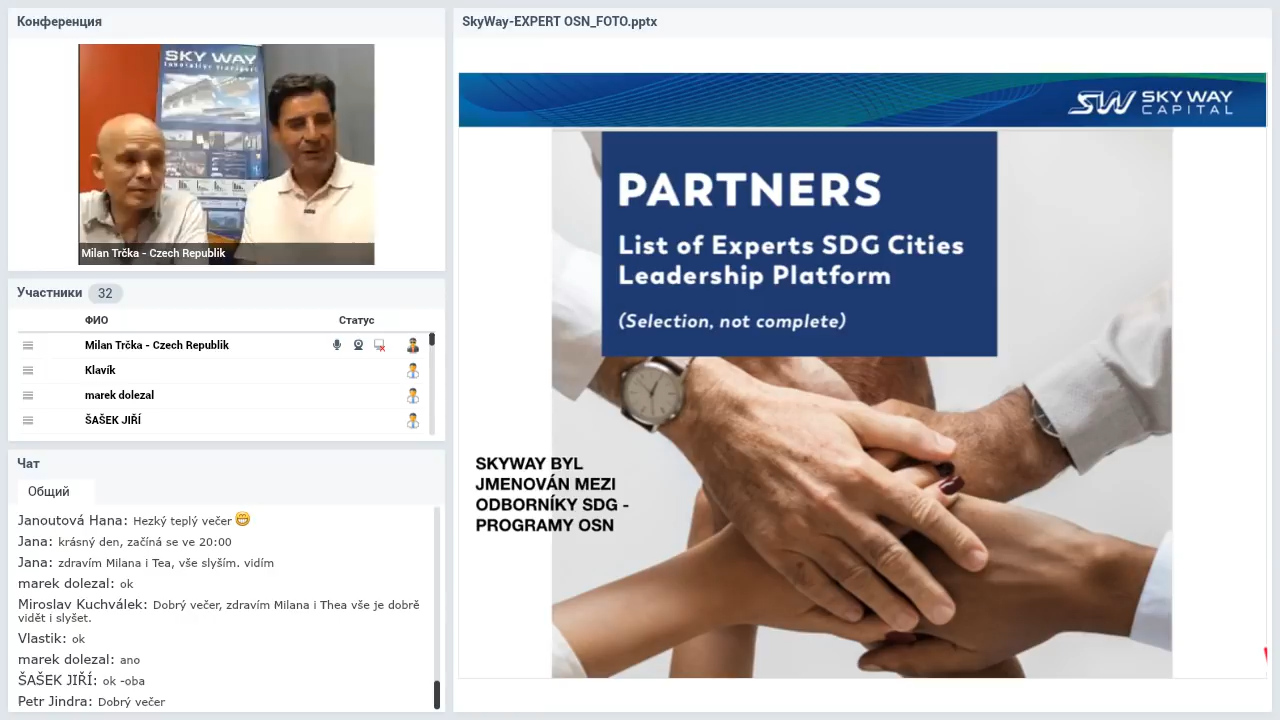 Конференция
SKY WAY
Milan Trčka - Czech Republik
Участники 32
ФИО Статус
Milan Trčka - Czech Republik
Klavík
marek dolezal
ŠAŠEK JIŘÍ
Чат
Общий
Janoutová Hana: Hezký teplý večer
Jana: krásný den, začíná se ve 20:00
Jana: zdravím Milana i Tea, vše slyším. vidím
marek dolezal: ok
Miroslav Kuchválek: Dobrý večer, zdravím Milana i Thea vše je dobrě
vidět i slyšet.
Vlastik: ok
marek dolezal: ano
ŠAŠEK JIŘÍ: ok -oba
Petr Jindra: Dobrý večer
SkyWay-EXPERT OSN_FOTO.pptx
SW SKY WAY
CAPITAL
PARTNERS
List of Experts SDG Cities
Leadership Platform
(Selection, not complete)
SKYWAY BYL
JMENOVÁN MEZI
ODBORNÍKY SDG -
PROGRAMY OSN